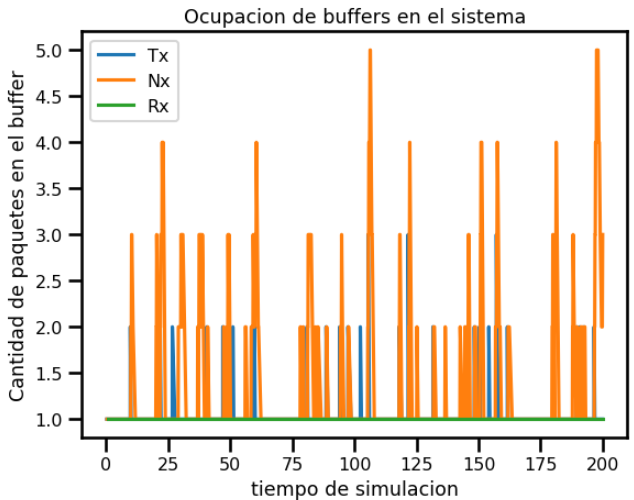 Ocupacion de buffers en el sistema
Cantidad de paquetes en el buffer
5.0
4.5
4.0
3.5
3.0
2.5
2.0
1.5
1.0
Tx
Nx
Rx
0 25 50 75 100 125 150 175 200
tiempo de simulacion